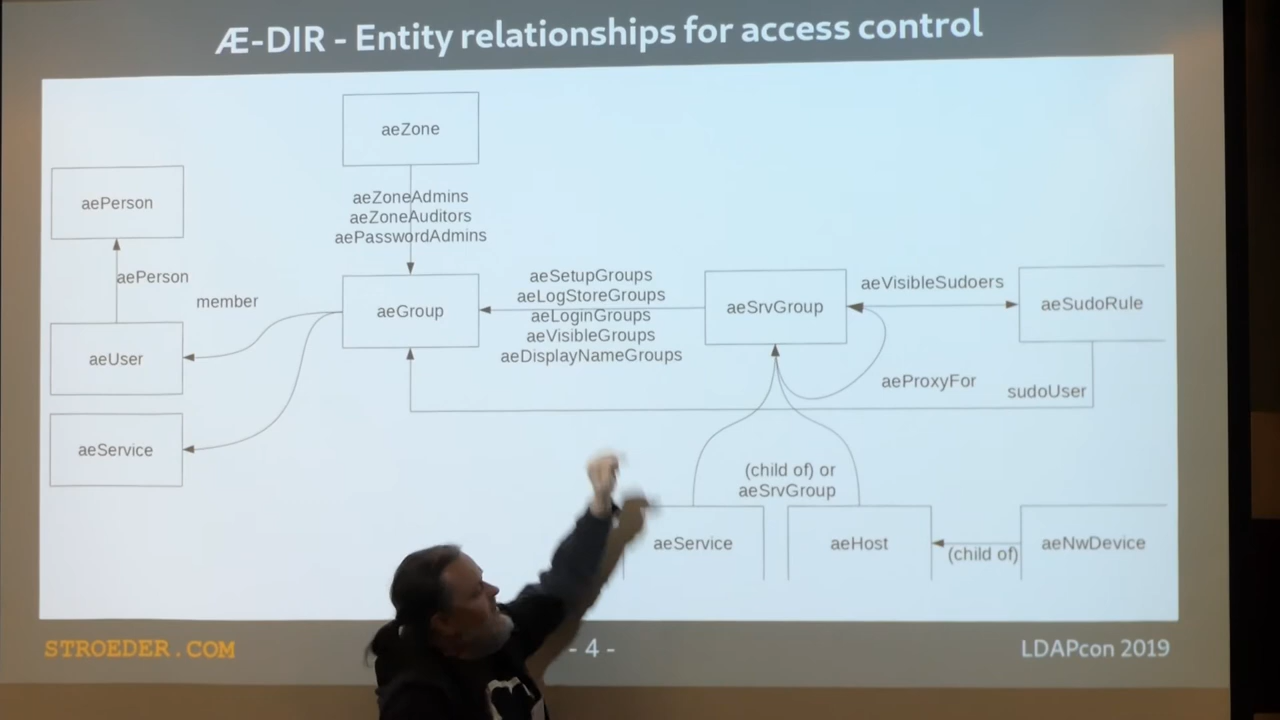 Æ-DIR - Entity relationships for access control
aeZone
aePerson
aeZoneAdmins
aeZoneAuditors
aePasswordAdmins
aePerson
member
aeSetupGroups
aeLogStoreGroups
aeLoginGroups
aeVisibleGroups
aeDisplayNameGroups
aeGroup
aeSrvGroup
aeVisibleSudoers
aeSudoRule
aeUser
aeProxyFor
sudoUser
aeService
(child of) or
aeSrvGroup
aeService
aeHost
(child of)
aeNwDevice
STROEDER.COM
- 4 -
LDAPcon 2019